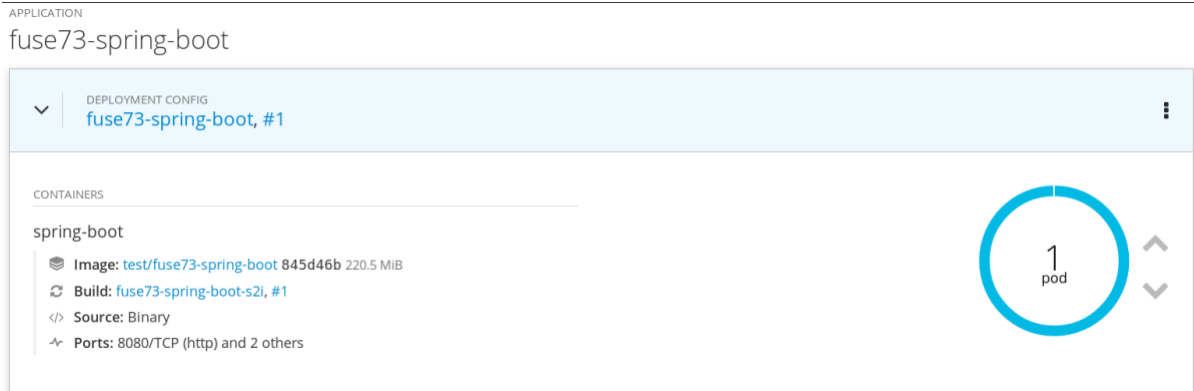 APPLICATION
fuse73-spring-boot
DEPLOYMENT CONFIG
fuse73-spring-boot, #1
CONTAINERS
spring-boot
Image: test/fuse73-spring-boot 845d46b 220.5 MiB
Build: fuse73-spring-boot-s2i, #1
</> Source: Binary
Ports: 8080/TCP (http) and 2 others
1
pod